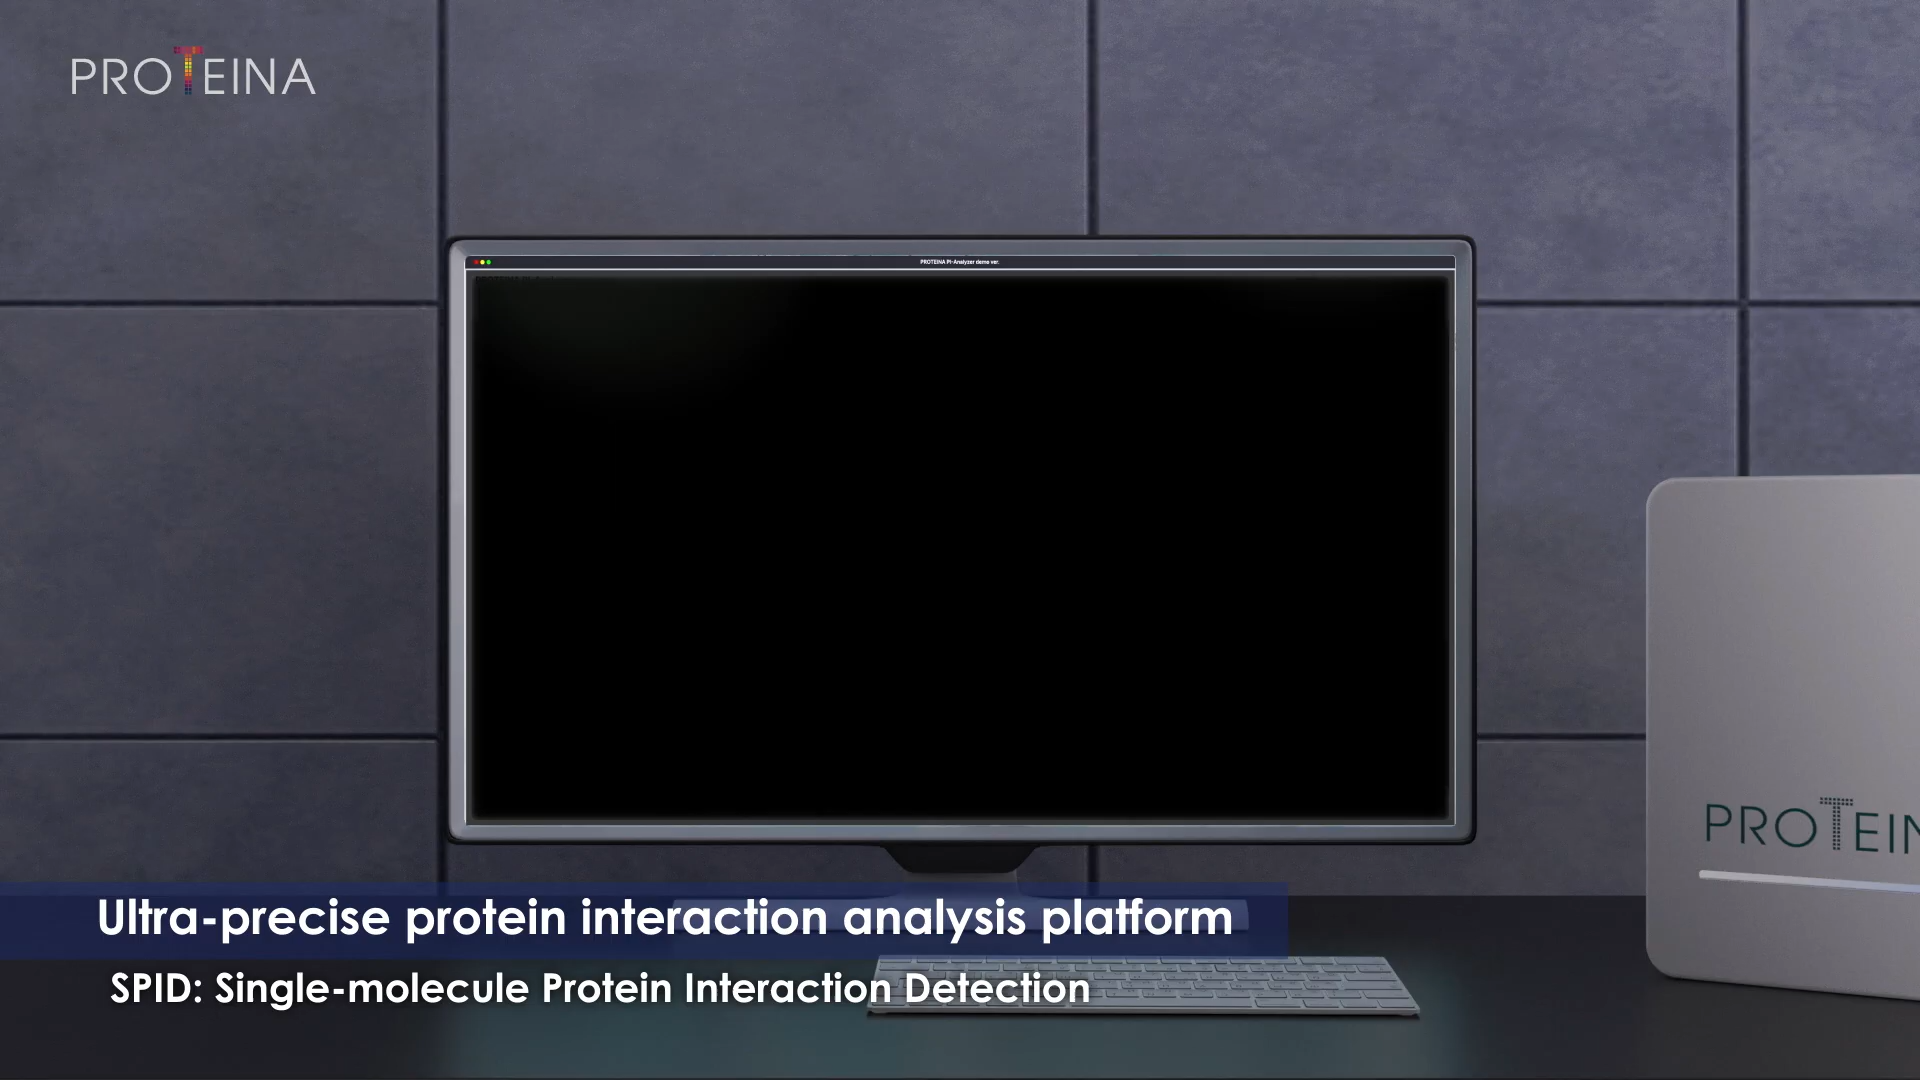 PROTEINA
PROTEINA PI-Analyzer demo ver.
PROTEIN
Ultra-precise protein interaction analysis platform
SPID: Single-molecule Protein Interaction Detection